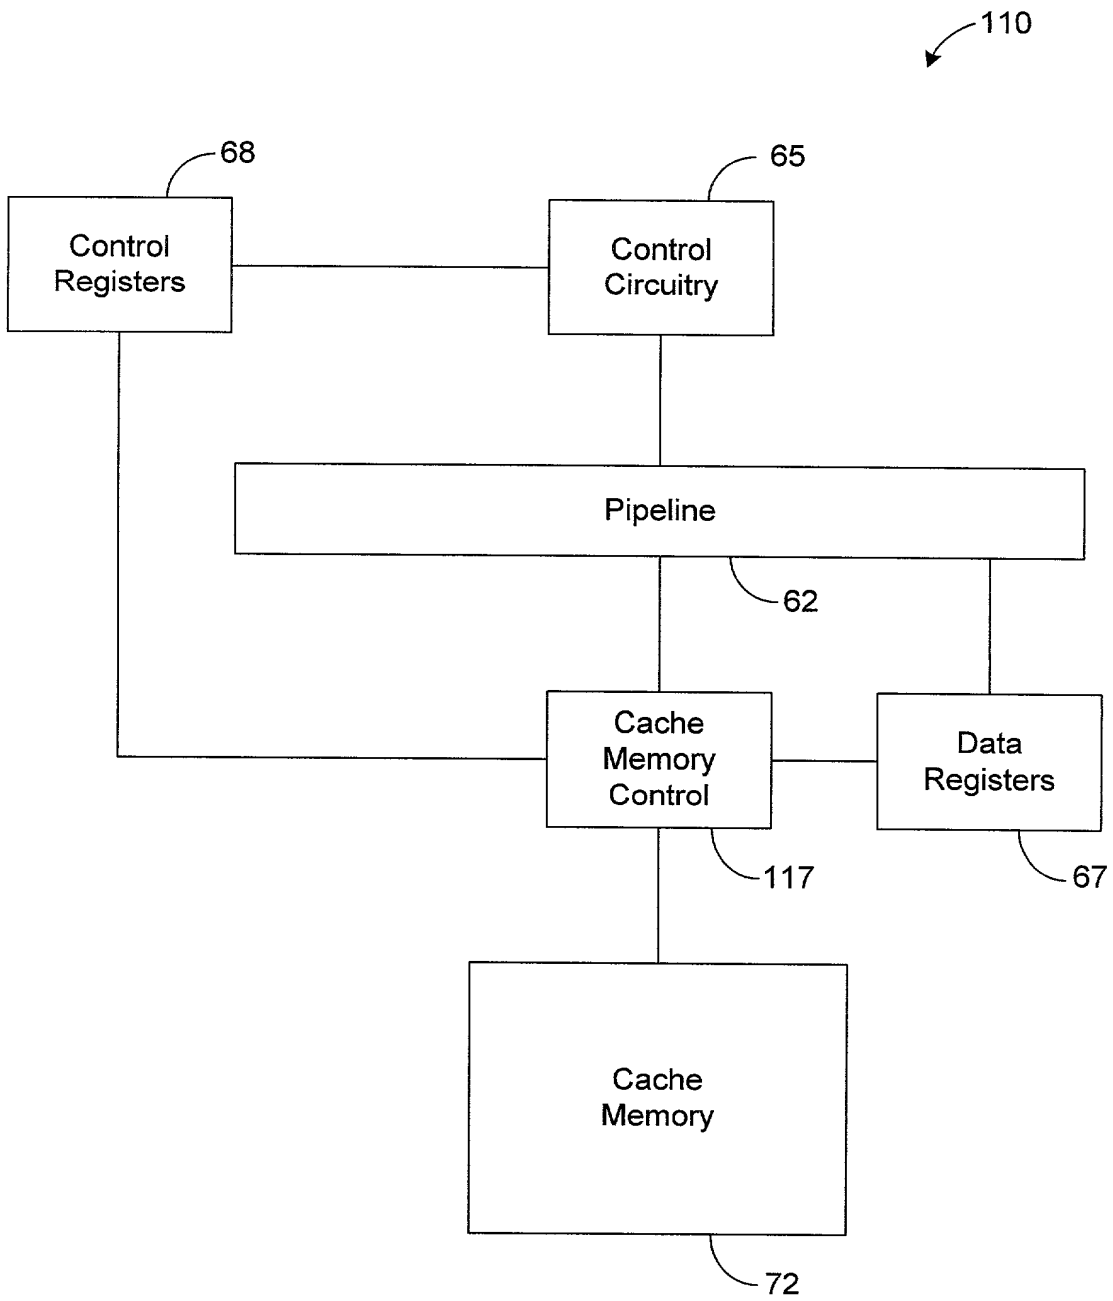 110
68
65
Control
Registers
Control
Circuitry
Pipeline
62
Cache
Memory
Control
Data
Registers
117
67
Cache
Memory
72